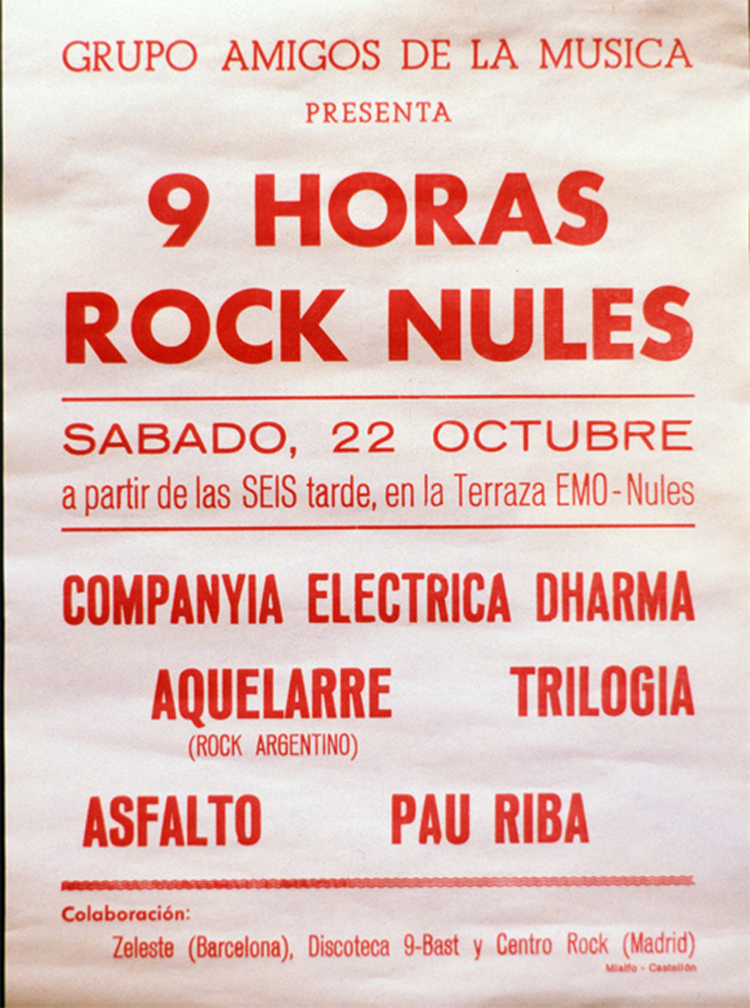 GRUPO AMIGOS DE LA MUSICA
PRESENTA
9 HORAS
ROCK NULES
SABADO, 22 OCTUBRE
a partir de las SEIS tarde, en la Terraza EMO - Nules
COMPANYIA ELECTRICA DHARMA
AQUELARRE TRILOGIA
(ROCK ARGENTINO)
ASFALTO PAU RIBA
Colaboración:
Zeleste (Barcelona), Discoteca 9-Bast y Centro Rock (Madrid)
Mialfo - Castellón